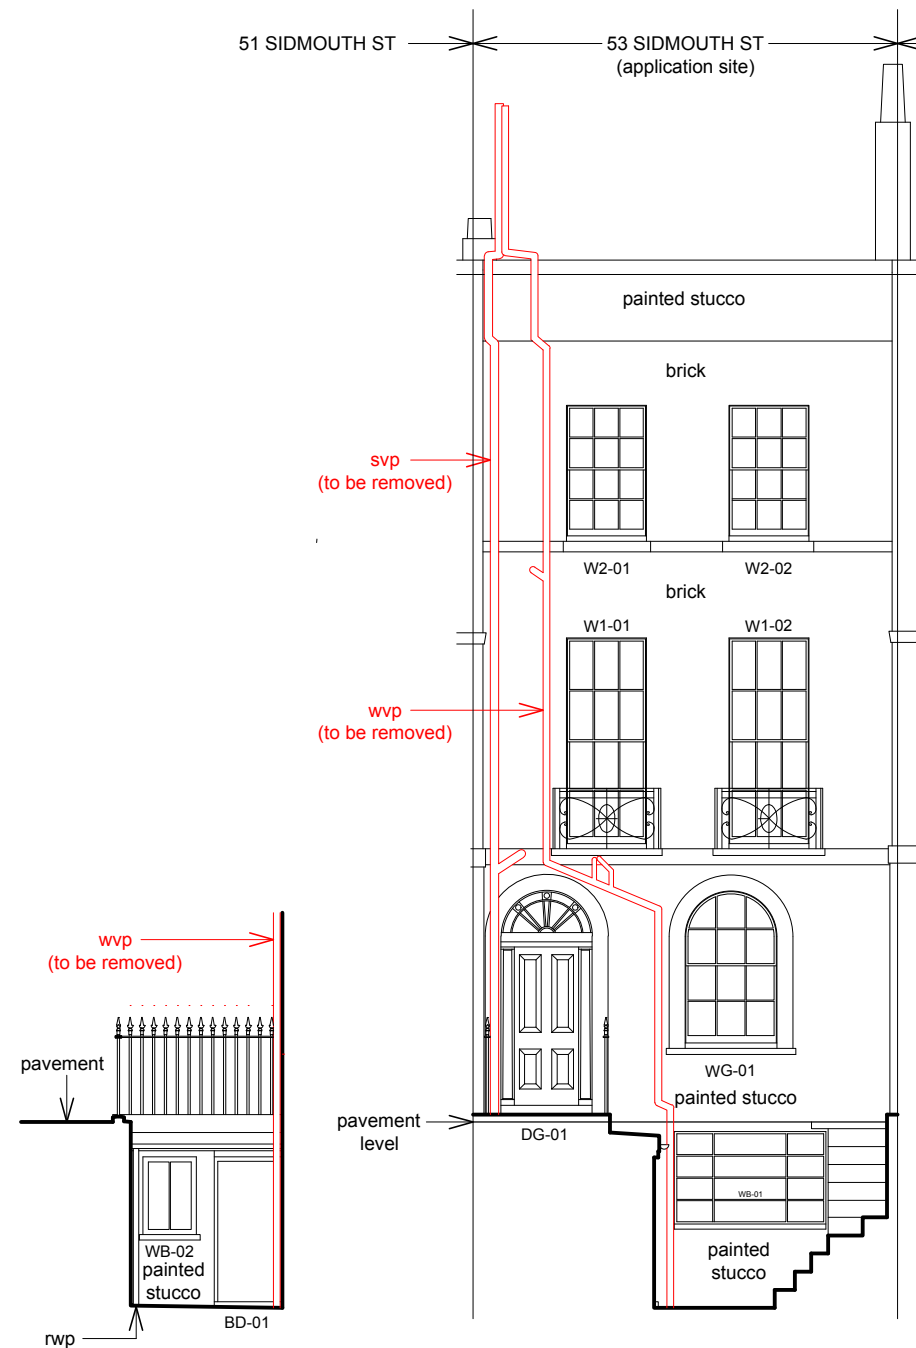 51 SIDMOUTH ST
53 SIDMOUTH ST
(application site)
painted stucco
brick
svp
(to be removed)
W2-01
W2-02
brick
W1-01
W1-02
wvp
(to be removed)
wvp
(to be removed)
pavement
WG-01
painted stucco
pavement
level
DG-01
WB-01
WB-02
painted
stucco
painted
stucco
BD-01
rwp